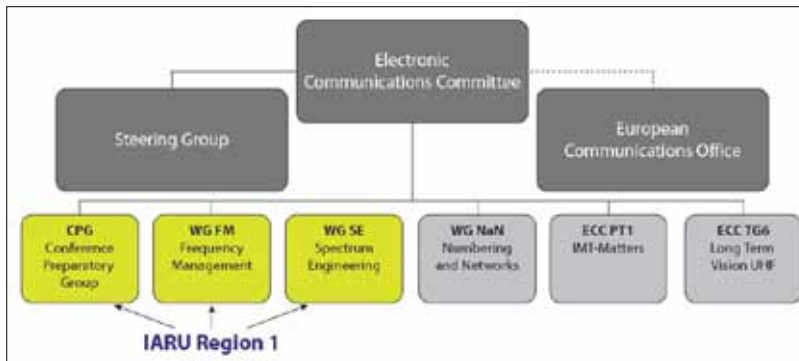 Electronic
Communications Committee
Steering Group
European
Communications Office
CPG
Conference
Preparatory
Group
WG FM
Frequency
Management
WG SE
Spectrum
Engineering
WG NaN
Numbering
and Networks
ECC PT1
IMT-Matters
ECC TG6
Long Term
Vision UHF
IARU Region 1